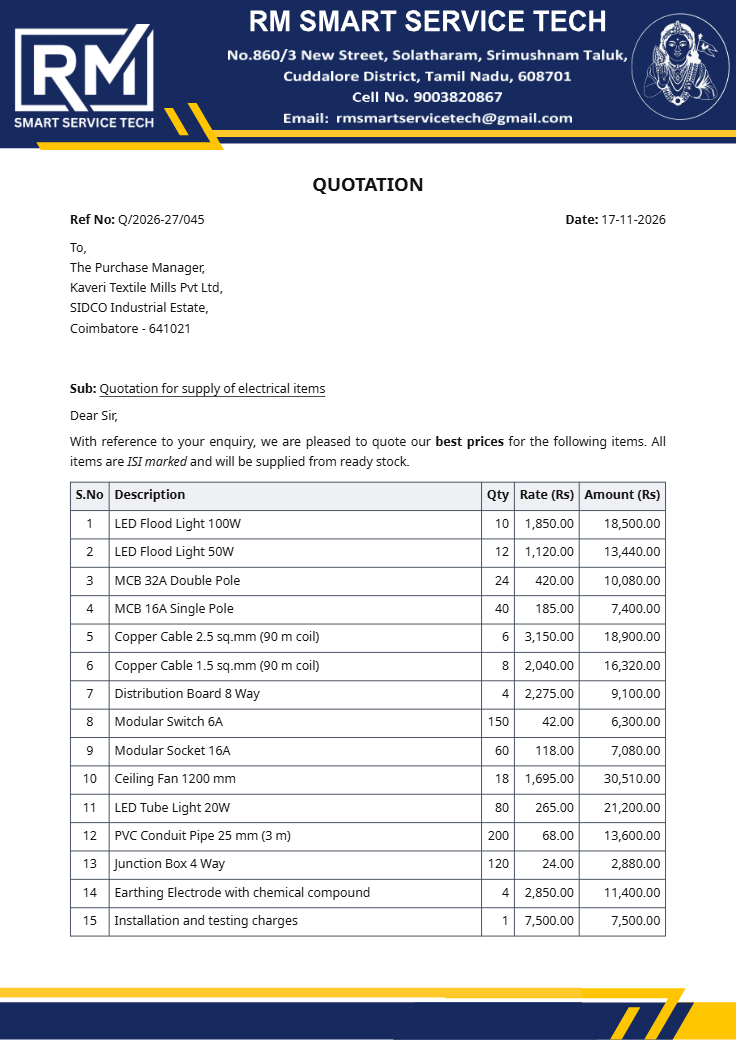 RM SMART SERVICE TECH
No.860/3 New Street, Solatharam, Srimushnam Taluk,
Cuddalore District, Tamil Nadu, 608701
Cell No. 9003820867
Email: rmsmartservicetech@gmail.com
RM
SMART SERVICE TECH
QUOTATION
Ref No: Q/2026-27/045 Date: 17-11-2026
To,
The Purchase Manager,
Kaveri Textile Mills Pvt Ltd,
SIDCO Industrial Estate,
Coimbatore - 641021
Sub: Quotation for supply of electrical items
Dear Sir,
With reference to your enquiry, we are pleased to quote our best prices for the following items. All
items are ISI marked and will be supplied from ready stock.
S.No Description Qty Rate (Rs) Amount (Rs)
1 LED Flood Light 100W 10 1,850.00 18,500.00
2 LED Flood Light 50W 12 1,120.00 13,440.00
3 MCB 32A Double Pole 24 420.00 10,080.00
4 MCB 16A Single Pole 40 185.00 7,400.00
5 Copper Cable 2.5 sq.mm (90 m coil) 6 3,150.00 18,900.00
6 Copper Cable 1.5 sq.mm (90 m coil) 8 2,040.00 16,320.00
7 Distribution Board 8 Way 4 2,275.00 9,100.00
8 Modular Switch 6A 150 42.00 6,300.00
9 Modular Socket 16A 60 118.00 7,080.00
10 Ceiling Fan 1200 mm 18 1,695.00 30,510.00
11 LED Tube Light 20W 80 265.00 21,200.00
12 PVC Conduit Pipe 25 mm (3 m) 200 68.00 13,600.00
13 Junction Box 4 Way 120 24.00 2,880.00
14 Earthing Electrode with chemical compound 4 2,850.00 11,400.00
15 Installation and testing charges 1 7,500.00 7,500.00